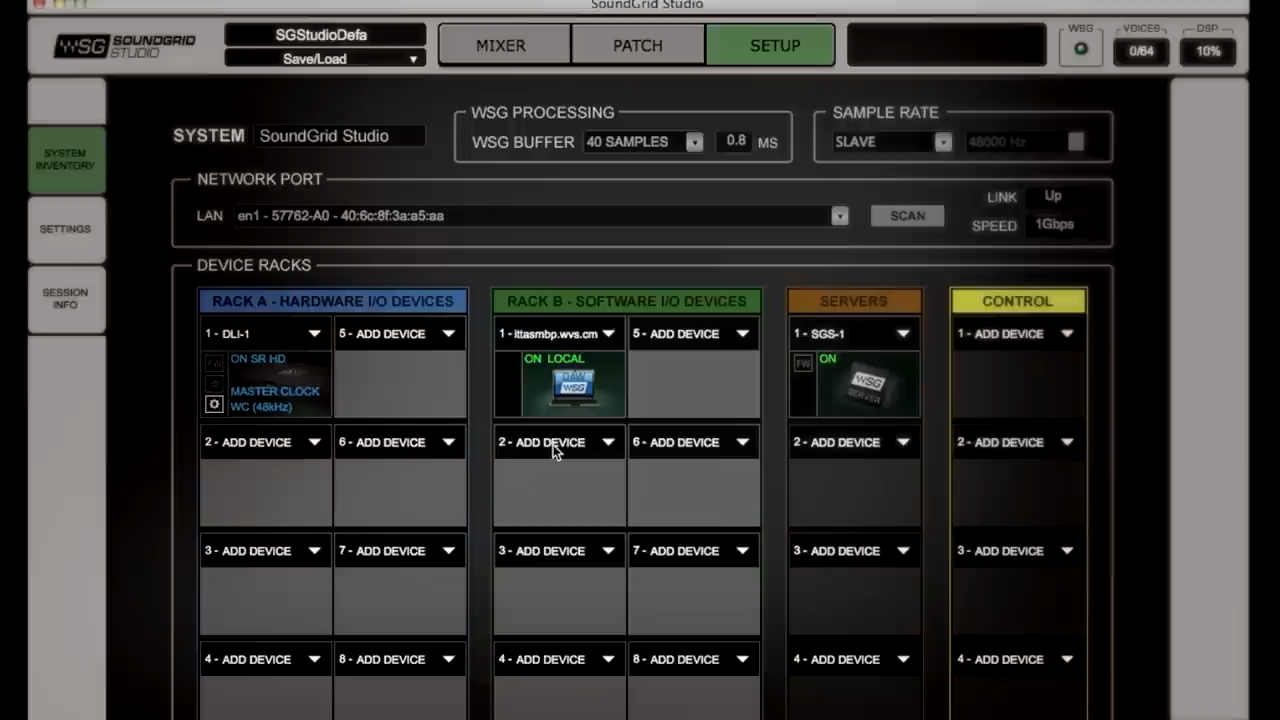 SoundGrid Studio
WSG SOUNDGRID STUDIO
SGStudioDefa
Save/Load
MIXER
PATCH
SETUP
WSG
VOICES
0/64
DSP
10%
SYSTEM INVENTORY
SETTINGS
SESSION INFO
SYSTEM SoundGrid Studio
WSG PROCESSING
WSG BUFFER 40 SAMPLES 0.8 MS
SAMPLE RATE
SLAVE 48000 Hz
NETWORK PORT
LAN en1 - 57762-A0 - 40:6c:8f:3a:a5:aa
SCAN
LINK Up
SPEED 1Gbps
DEVICE RACKS
RACK A - HARDWARE I/O DEVICES
1 - DLI-1
5 - ADD DEVICE
FW
ON SR HD
MASTER CLOCK
WC (48kHz)
2 - ADD DEVICE
6 - ADD DEVICE
3 - ADD DEVICE
7 - ADD DEVICE
4 - ADD DEVICE
8 - ADD DEVICE
RACK B - SOFTWARE I/O DEVICES
1 - ittasmbp.wvs.cm
5 - ADD DEVICE
ON LOCAL
DAW
WSG
2 - ADD DEVICE
6 - ADD DEVICE
3 - ADD DEVICE
7 - ADD DEVICE
4 - ADD DEVICE
8 - ADD DEVICE
SERVERS
1 - SGS-1
FW
ON
WSG
SERVER
2 - ADD DEVICE
3 - ADD DEVICE
4 - ADD DEVICE
CONTROL
1 - ADD DEVICE
2 - ADD DEVICE
3 - ADD DEVICE
4 - ADD DEVICE